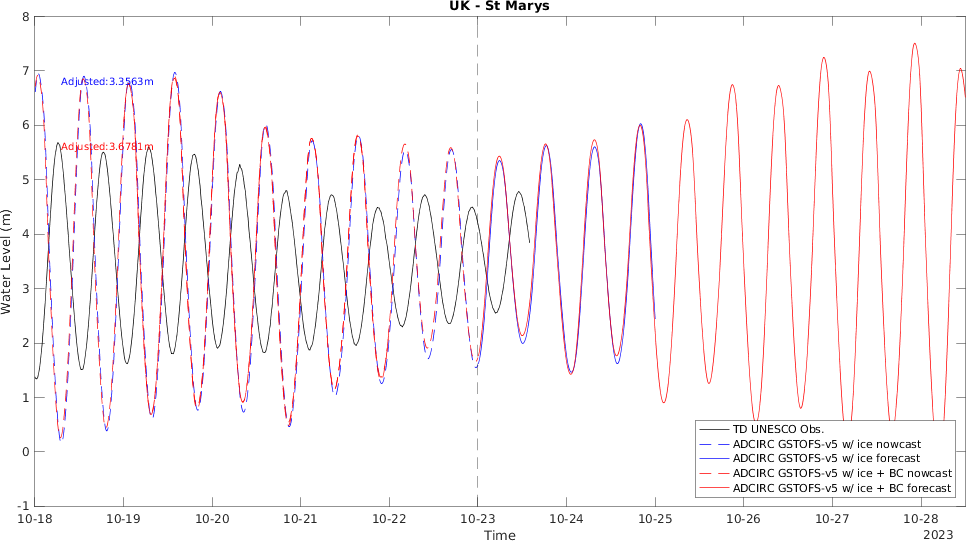 UK - St Marys
8
7
6
5
4
3
2
1
0
-1
Water Level (m)
Adjusted:3.3563m
Adjusted:3.6781m
10-18
10-19
10-20
10-21
10-22
10-23
10-24
10-25
10-26
10-27
10-28
2023
Time
TD UNESCO Obs.
ADCIRC GSTOFS-v5 w/ ice nowcast
ADCIRC GSTOFS-v5 w/ ice forecast
ADCIRC GSTOFS-v5 w/ ice + BC nowcast
ADCIRC GSTOFS-v5 w/ ice + BC forecast